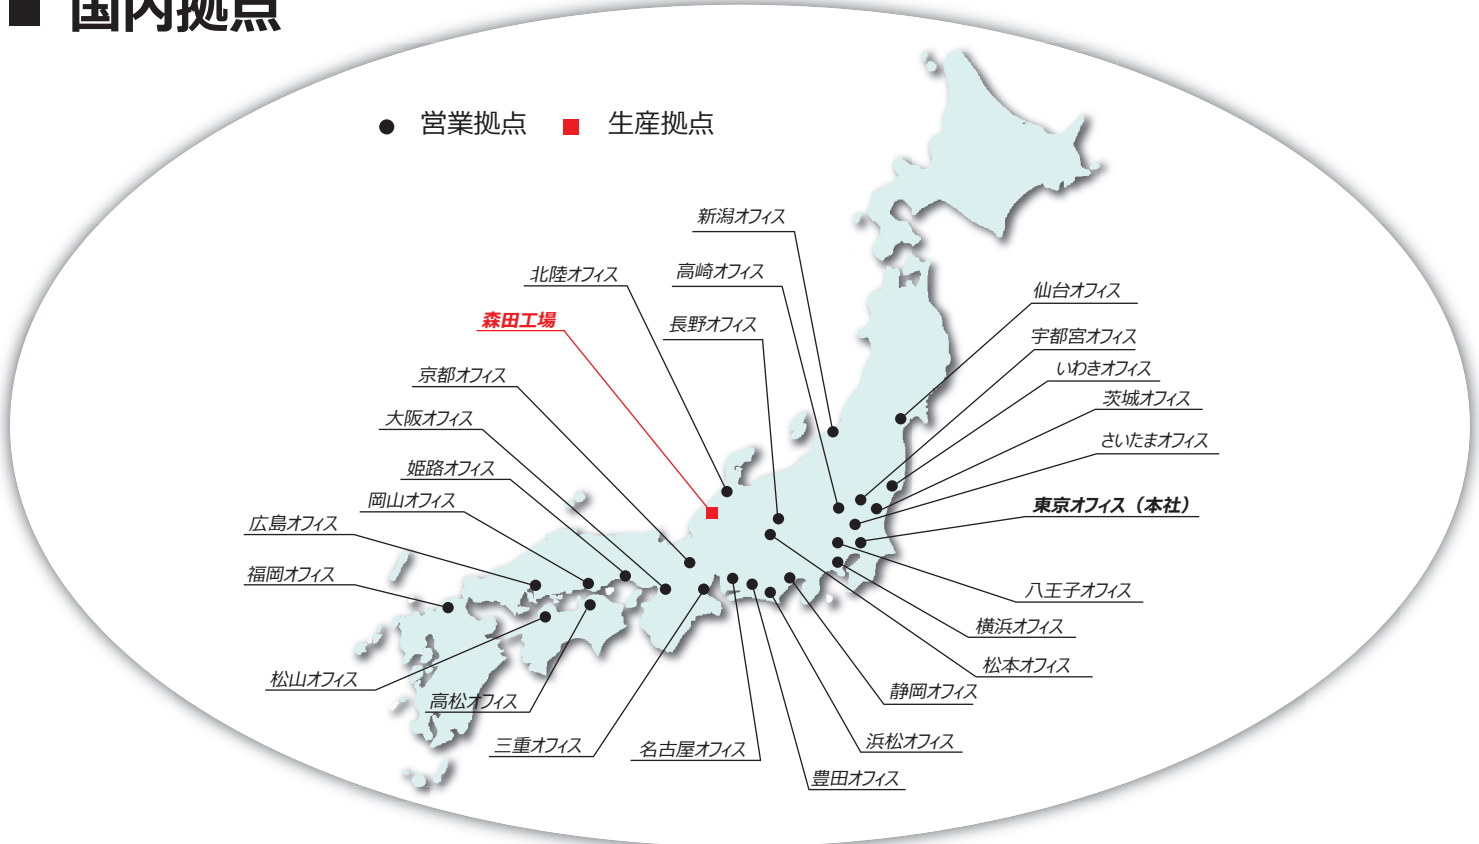 ■ 国内拠点
● 営業拠点 ■ 生産拠点
新潟オフィス
北陸オフィス
高崎オフィス
森田工場
長野オフィス
仙台オフィス
宇都宮オフィス
いわきオフィス
京都オフィス
茨城オフィス
大阪オフィス
さいたまオフィス
姫路オフィス
岡山オフィス
東京オフィス（本社）
広島オフィス
福岡オフィス
八王子オフィス
横浜オフィス
松本オフィス
松山オフィス
静岡オフィス
高松オフィス
三重オフィス
名古屋オフィス
浜松オフィス
豊田オフィス